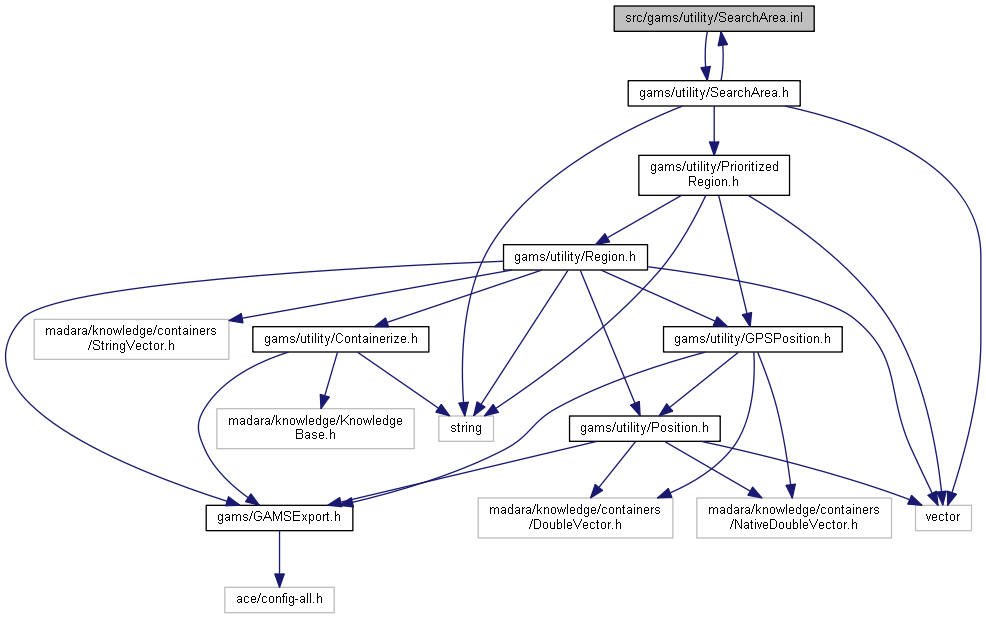 src/gams/utility/SearchArea.inl
gams/utility/SearchArea.h
gams/utility/Prioritized
Region.h
gams/utility/Region.h
madara/knowledge/containers
/StringVector.h
gams/utility/Containerize.h
gams/utility/GPSPosition.h
madara/knowledge/Knowledge
Base.h
string
gams/utility/Position.h
gams/GAMSExport.h
madara/knowledge/containers
/DoubleVector.h
madara/knowledge/containers
/NativeDoubleVector.h
vector
ace/config-all.h